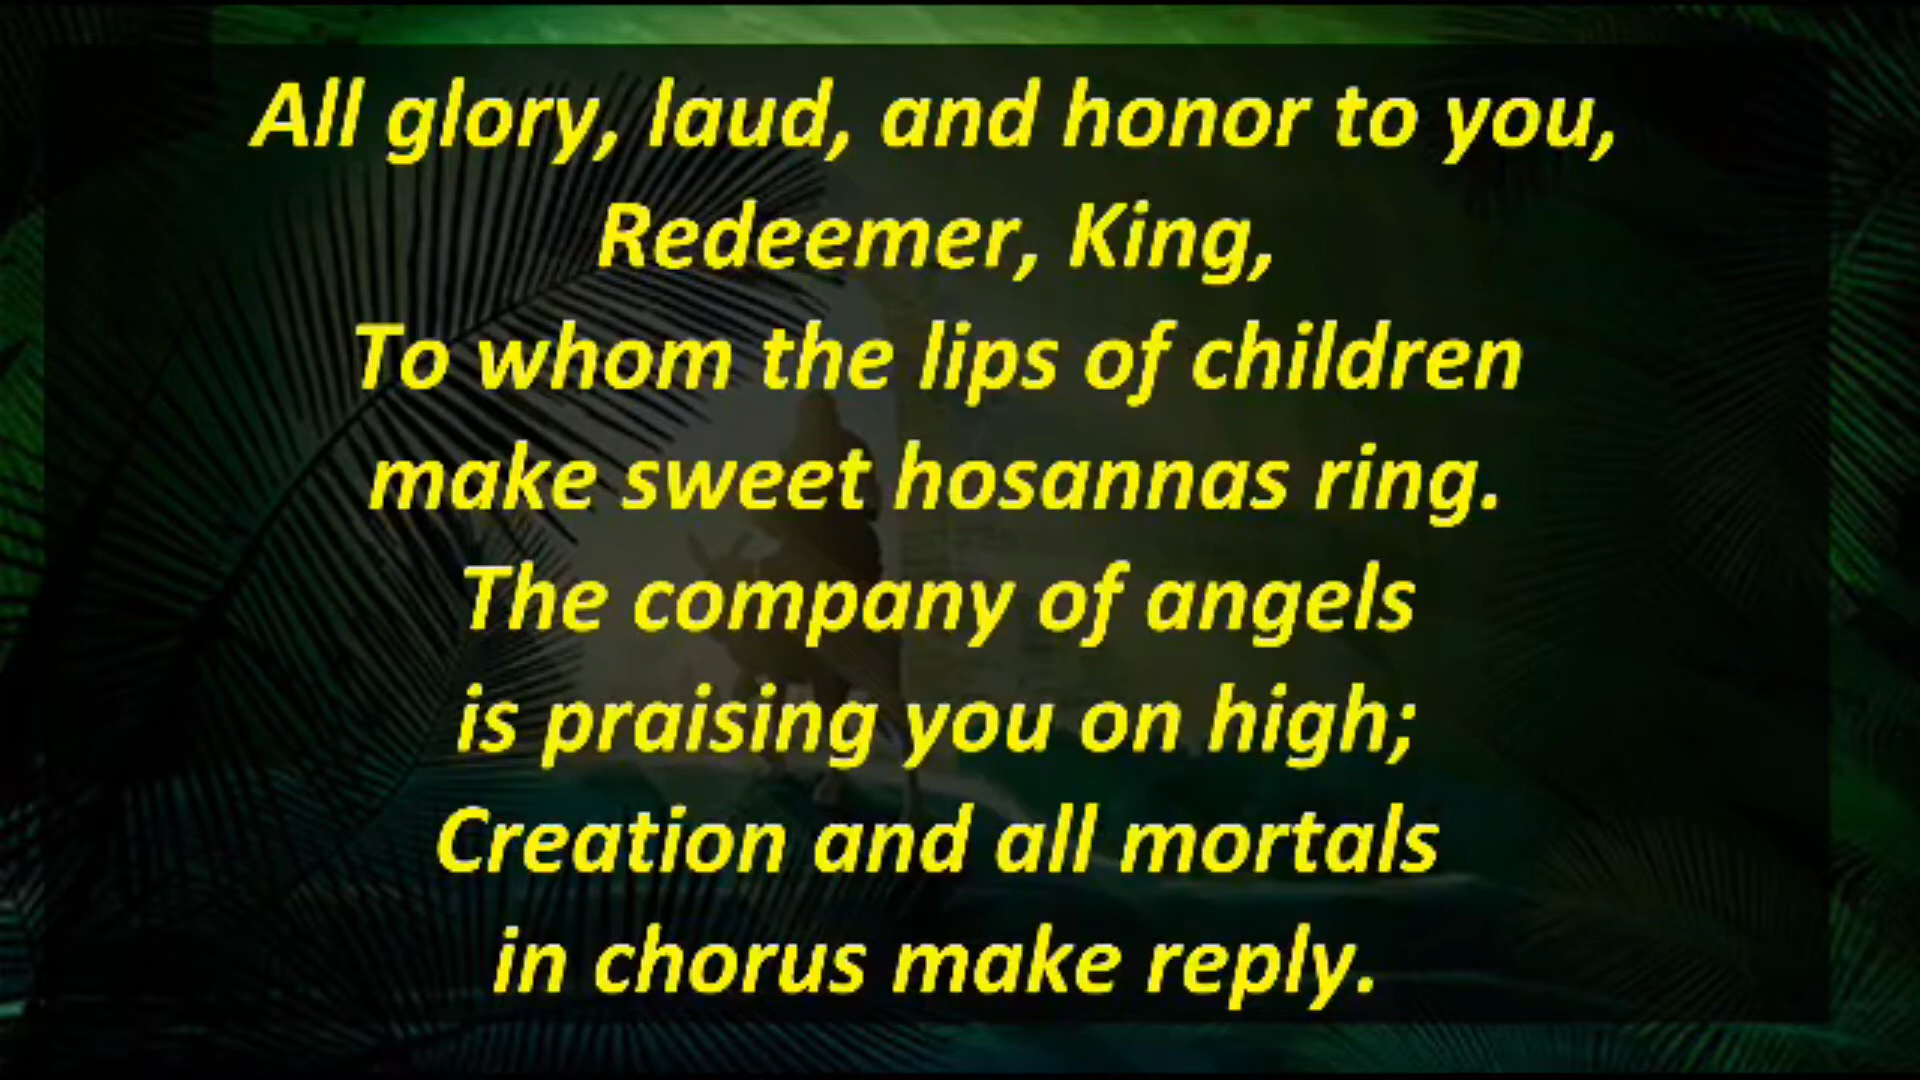 All glory, laud, and honor to you,
Redeemer, King,
To whom the lips of children
make sweet hosannas ring.
The company of angels
is praising you on high;
Creation and all mortals
in chorus make reply.